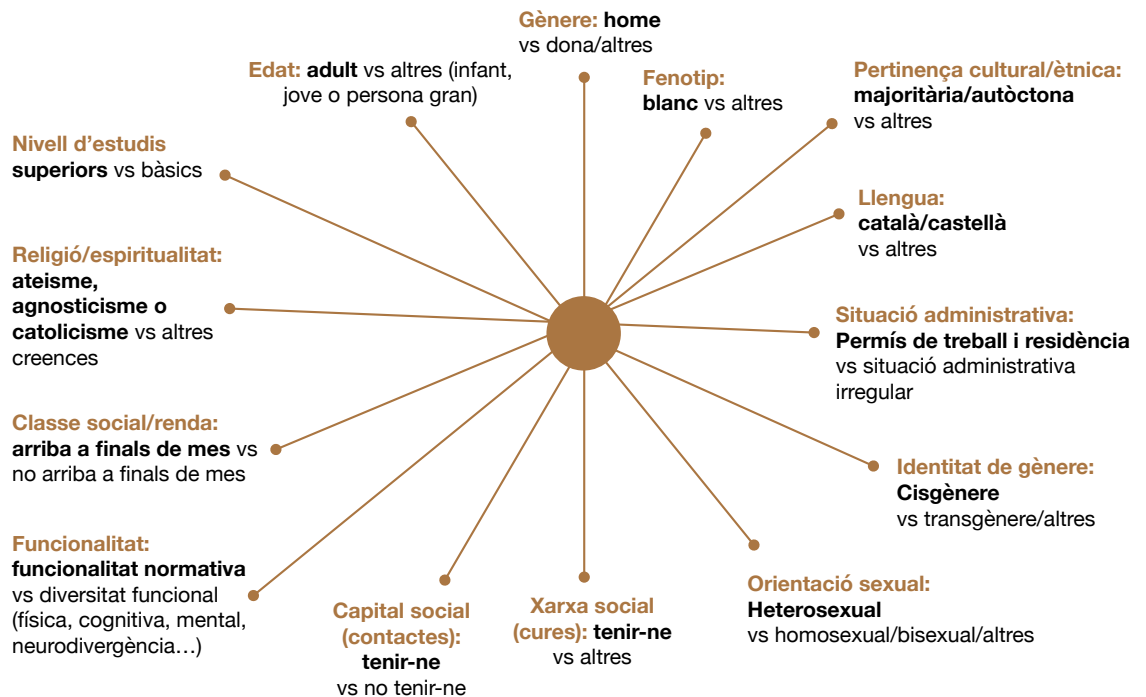 Gènere: home
vs dona/altres
Edat: adult vs altres (infant,
jove o persona gran)
Fenotip:
blanc vs altres
Pertinença cultural/ètnica:
majoritària/autòctona
vs altres
Nivell d’estudis
superiors vs bàsics
Llengua:
català/castellà
vs altres
Religió/espiritualitat:
ateisme,
agnosticisme o
catolicisme vs altres
creences
Situació administrativa:
Permís de treball i residència
vs situació administrativa
irregular
Classe social/renda:
arriba a finals de mes vs
no arriba a finals de mes
Identitat de gènere:
Cisgènere
vs transgènere/altres
Funcionalitat:
funcionalitat normativa
vs diversitat funcional
(física, cognitiva, mental,
neurodivergència…)
Capital social
(contactes):
tenir-ne
vs no tenir-ne
Xarxa social
(cures): tenir-ne
vs altres
Orientació sexual:
Heterosexual
vs homosexual/bisexual/altres